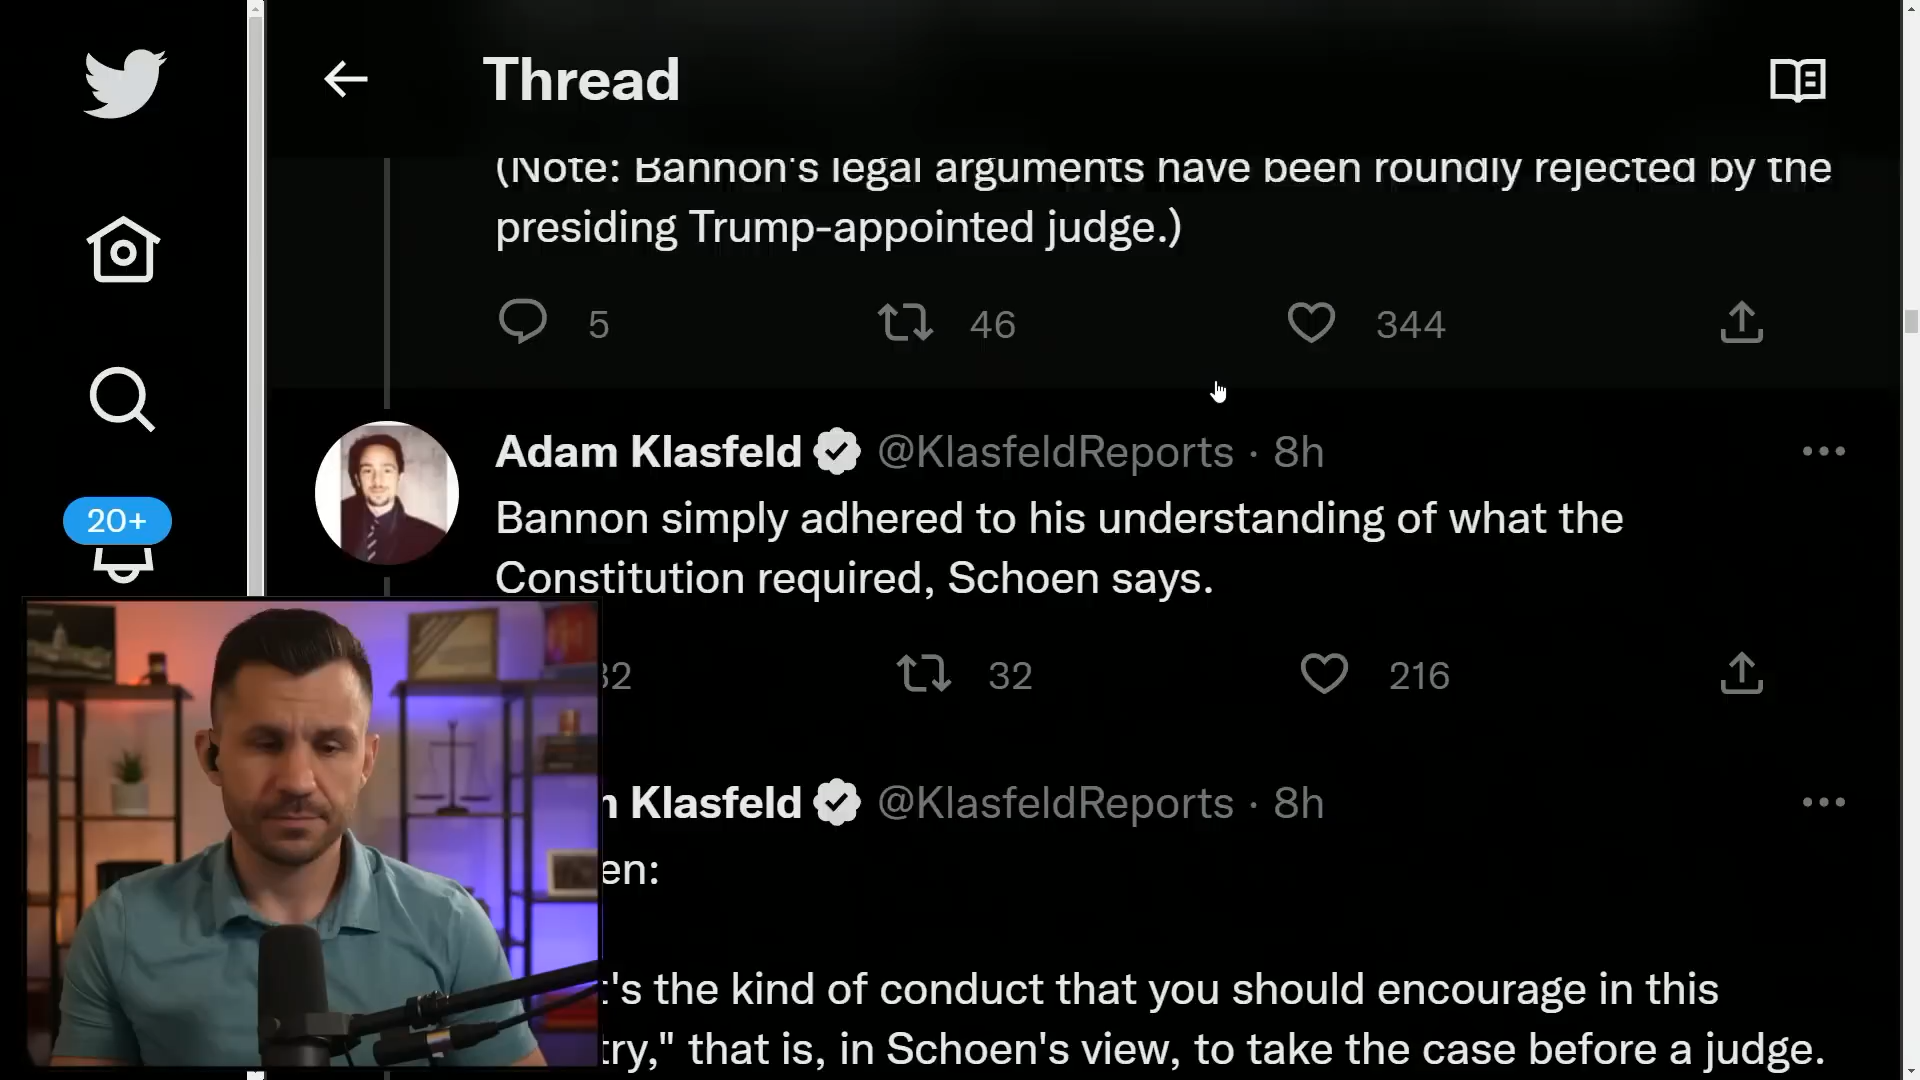 Thread
(Note: Bannon's legal arguments have been roundly rejected by the
presiding Trump-appointed judge.)
5 46 344
Adam Klasfeld @KlasfeldReports · 8h
20+
Bannon simply adhered to his understanding of what the
Constitution required, Schoen says.
32 32 216
Klasfeld @KlasfeldReports · 8h
en:
t's the kind of conduct that you should encourage in this
try," that is, in Schoen's view, to take the case before a judge.